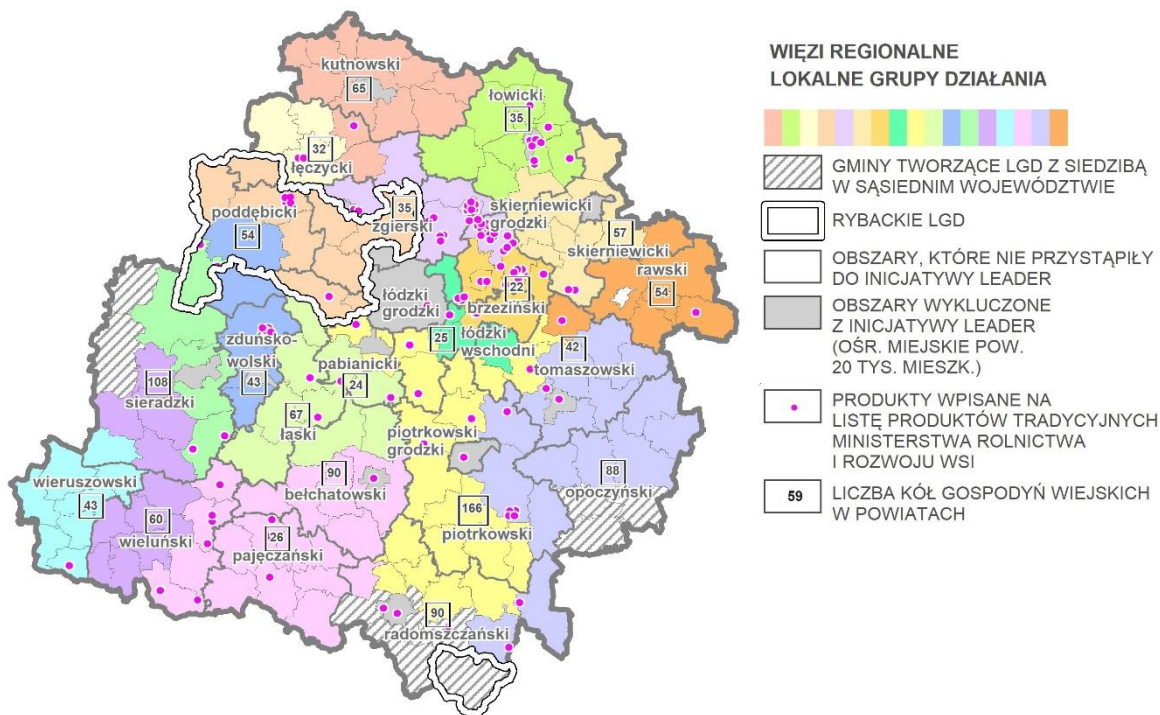 WIĘZI REGIONALNE
LOKALNE GRUPY DZIAŁANIA
GMINY TWORZĄCE LGD Z SIEDZIBĄ
W SĄSIEDNIM WOJEWÓDZTWIE
RYBACKIE LGD
OBSZARY, KTÓRE NIE PRZYSTĄPIŁY
DO INICJATYWY LEADER
OBSZARY WYKLUCZONE
Z INICJATYWY LEADER
(OŚR. MIEJSKIE POW.
20 TYS. MIESZK.)
PRODUKTY WPISANE NA
LISTĘ PRODUKTÓW TRADYCYJNYCH
MINISTERSTWA ROLNICTWA
I ROZWOJU WSI
59
LICZBA KÓŁ GOSPODYŃ WIEJSKICH
W POWIATACH
kutnowski
65
łowicki
35
32
łęczycki
poddębicki
54
35
zgierski
skierniewicki
grodzki
57
skierniewicki
rawski
54
łódzki
grodzki
22
brzeziński
25
łódzki
wschodni
42
tomaszowski
zduńsko-
wolski
43
pabianicki
24
108
sieradzki
67
łaski
piotrkowski
grodzki
wieruszowski
43
90
bełchatowski
88
opoczyński
60
wieluński
26
pajęczański
166
piotrkowski
90
radomszczański